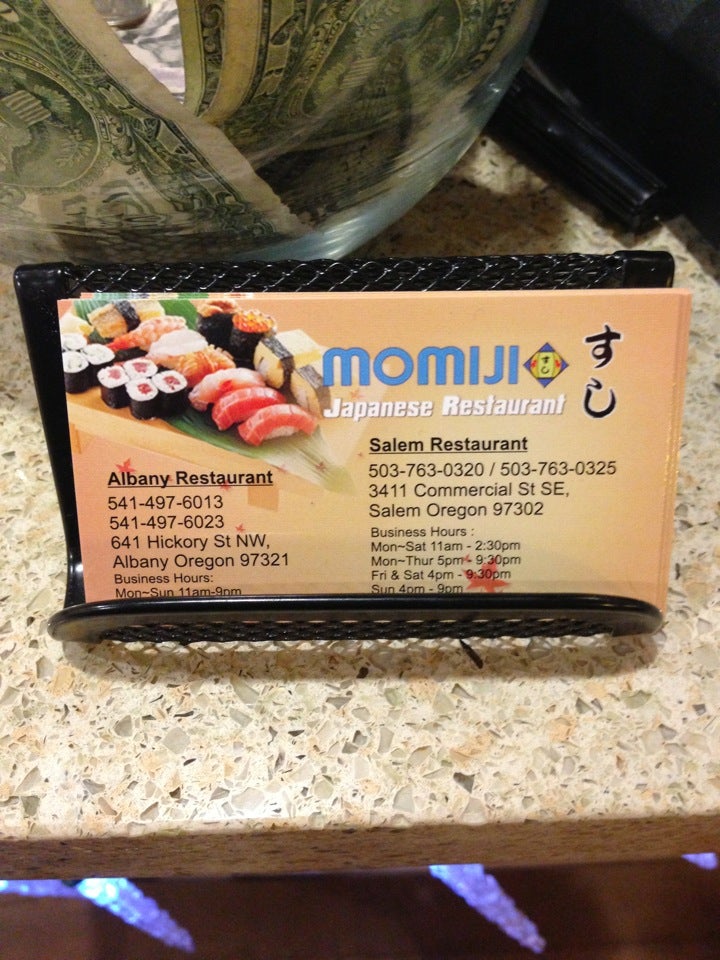 momiji すし
すし
Japanese Restaurant
Albany Restaurant
541-497-6013
541-497-6023
641 Hickory St NW,
Albany Oregon 97321
Business Hours:
Mon~Sun 11am-9pm
Salem Restaurant
503-763-0320 / 503-763-0325
3411 Commercial St SE,
Salem Oregon 97302
Business Hours :
Mon~Sat 11am - 2:30pm
Mon~Thur 5pm - 9:30pm
Fri & Sat 4pm - 9:30pm
Sun 4pm - 9pm